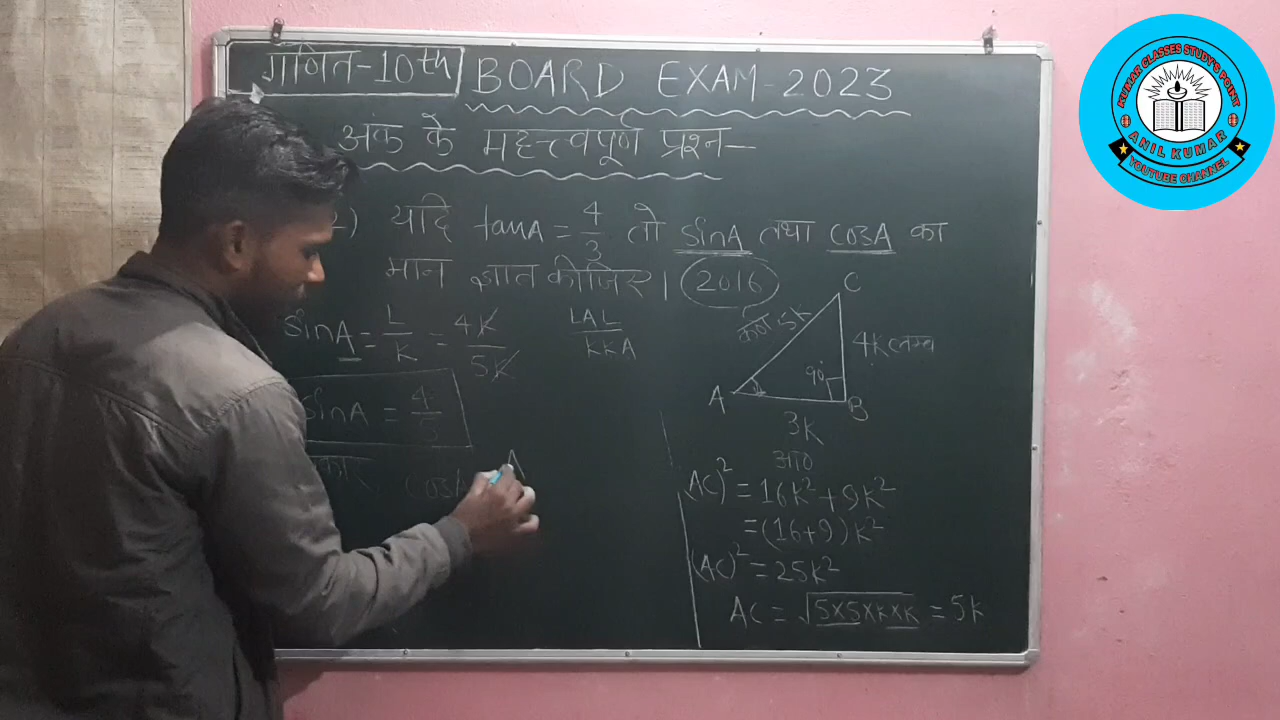 गणित-10th BOARD EXAM-2023
अंक के महत्त्वपूर्ण प्रश्न-
2) यदि tanA = 4/3 तो sinA तथा cosA का
मान ज्ञात कीजिए। 2016
sinA = L/K = 4K/5K
LAL/KKA
sinA = 4/5
cosA
A
C
कर्ण 5K
4K लम्ब
90°
A
B
3K
आ0
(AC)² = 16K² + 9K²
= (16+9)K²
(AC)² = 25K²
AC = √5×5×K×K = 5K
KUMAR CLASSES STUDY'S POINT
ANIL KUMAR
YOUTUBE CHANNEL